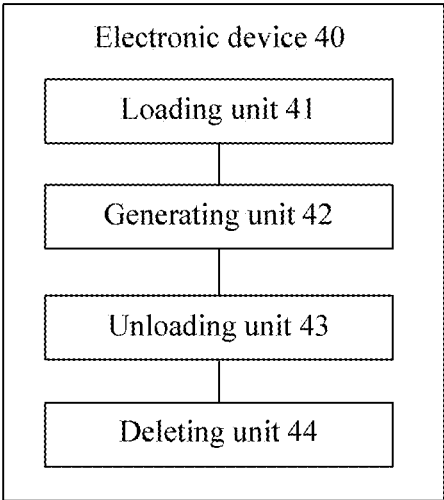 Electronic device 40
Loading unit 41
Generating unit 42
Unloading unit 43
Deleting unit 44